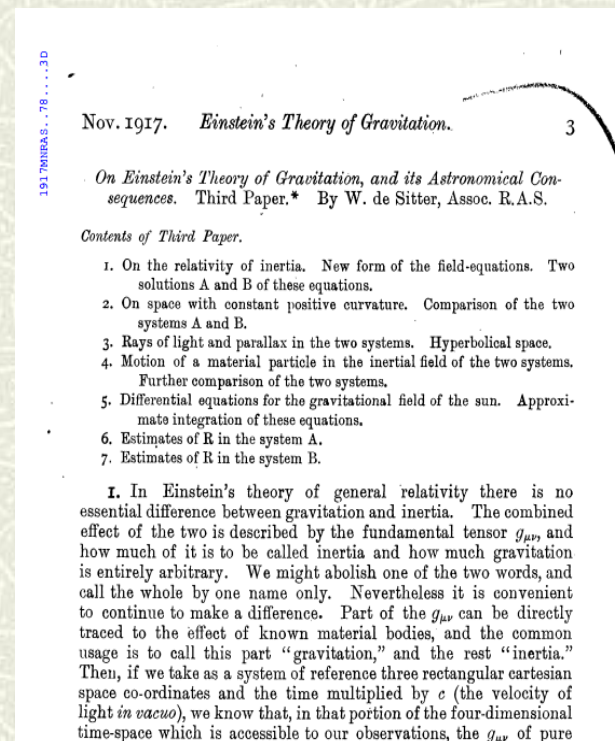 1917MNRAS..78....3D
Nov. 1917. Einstein's Theory of Gravitation. 3
On Einstein's Theory of Gravitation, and its Astronomical Con-
sequences. Third Paper.* By W. de Sitter, Assoc. R.A.S.
Contents of Third Paper.
1. On the relativity of inertia. New form of the field-equations. Two
solutions A and B of these equations.
2. On space with constant positive curvature. Comparison of the two
systems A and B.
3. Rays of light and parallax in the two systems. Hyperbolical space.
4. Motion of a material particle in the inertial field of the two systems.
Further comparison of the two systems.
5. Differential equations for the gravitational field of the sun. Approxi-
mate integration of these equations.
6. Estimates of R in the system A.
7. Estimates of R in the system B.
1. In Einstein's theory of general relativity there is no
essential difference between gravitation and inertia. The combined
effect of the two is described by the fundamental tensor gμν, and
how much of it is to be called inertia and how much gravitation
is entirely arbitrary. We might abolish one of the two words, and
call the whole by one name only. Nevertheless it is convenient
to continue to make a difference. Part of the gμν can be directly
traced to the effect of known material bodies, and the common
usage is to call this part "gravitation," and the rest "inertia."
Then, if we take as a system of reference three rectangular cartesian
space co-ordinates and the time multiplied by c (the velocity of
light in vacuo), we know that, in that portion of the four-dimensional
time-space which is accessible to our observations, the gμν of pure